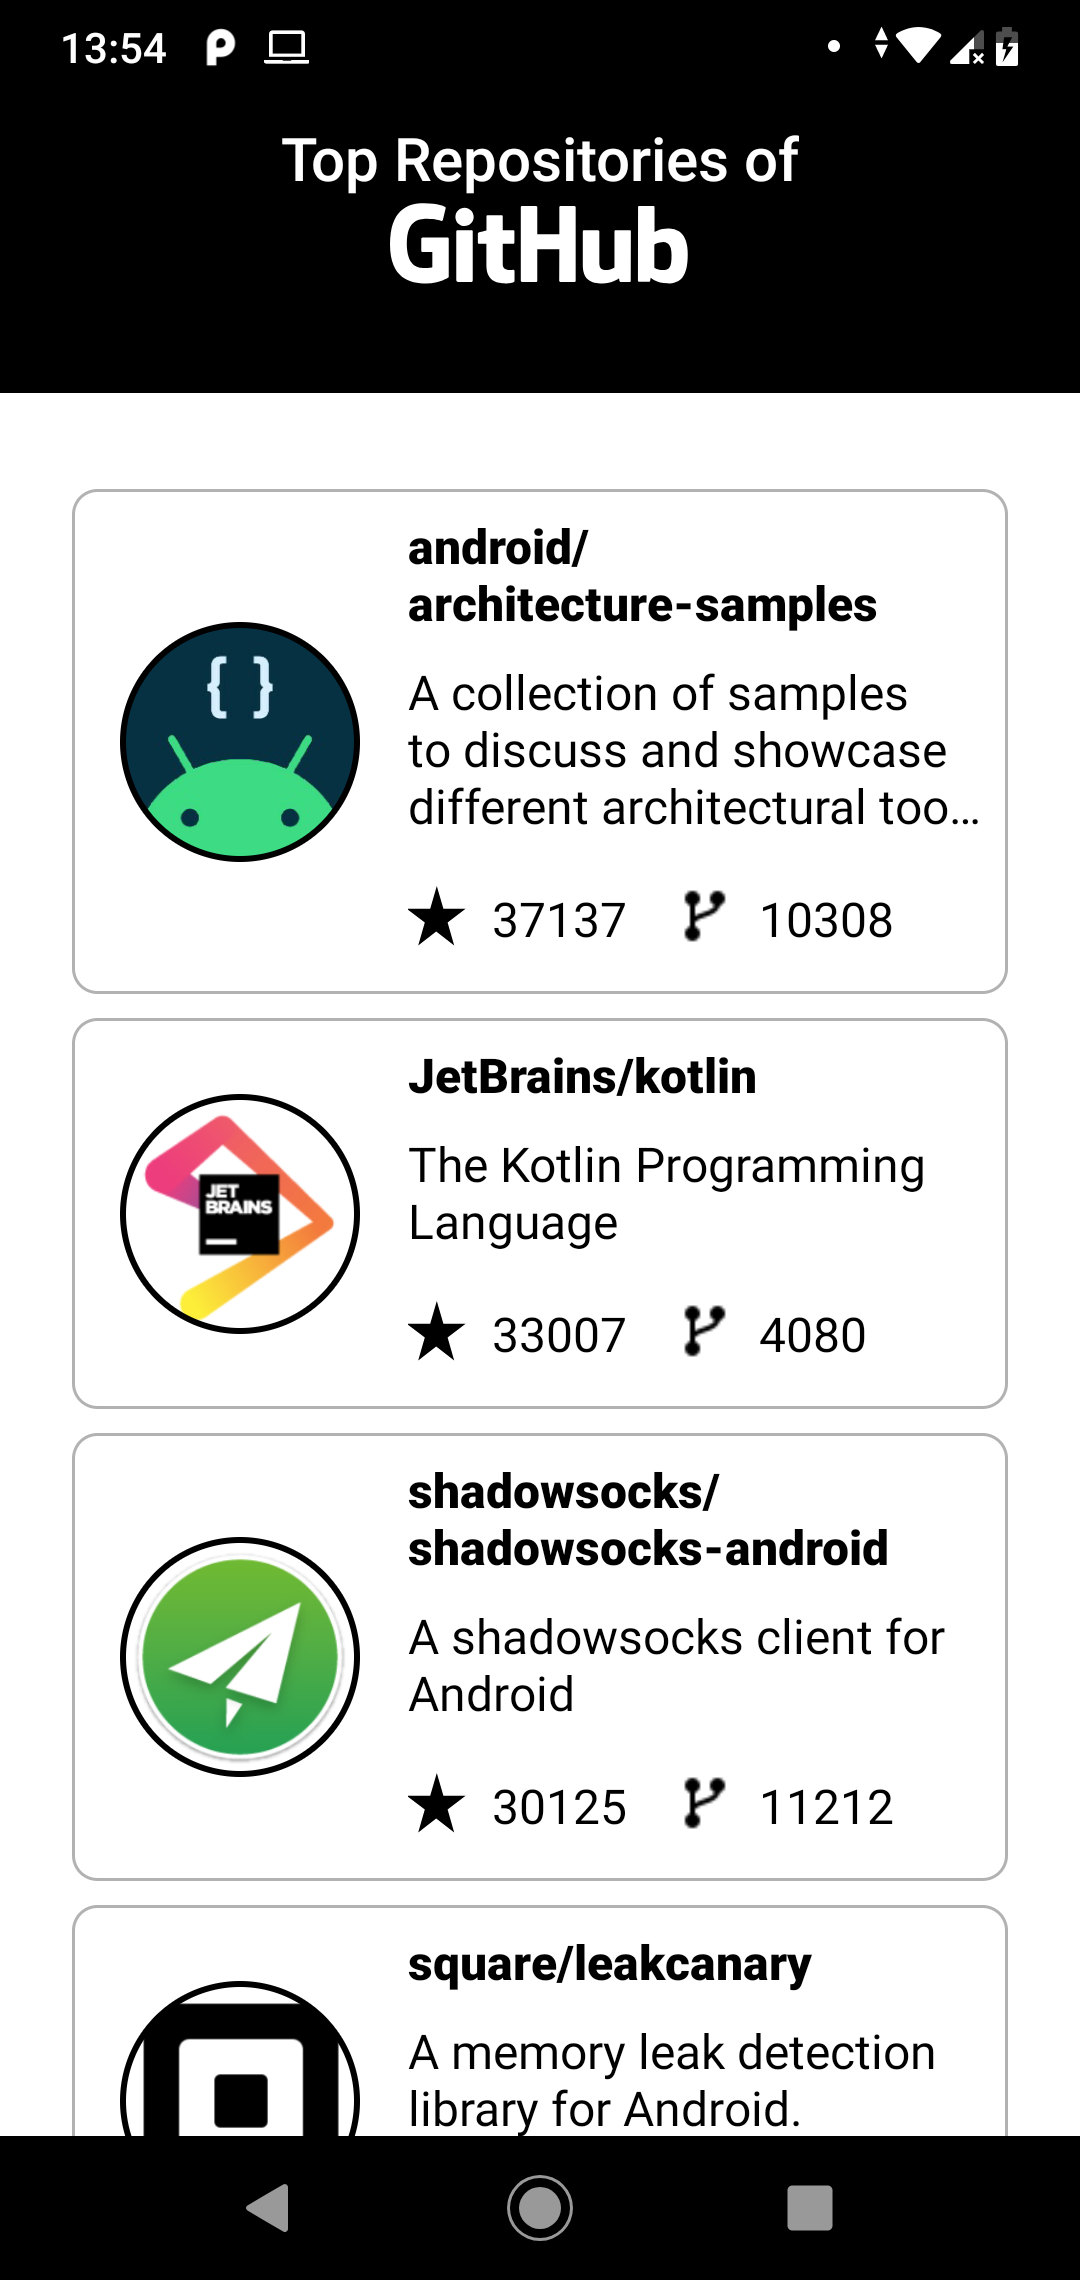 13:54
Top Repositories of
GitHub
android/
architecture-samples
A collection of samples
to discuss and showcase
different architectural too…
37137 10308
JetBrains/kotlin
JET
BRAINS
The Kotlin Programming
Language
33007 4080
shadowsocks/
shadowsocks-android
A shadowsocks client for
Android
30125 11212
square/leakcanary
A memory leak detection
library for Android.